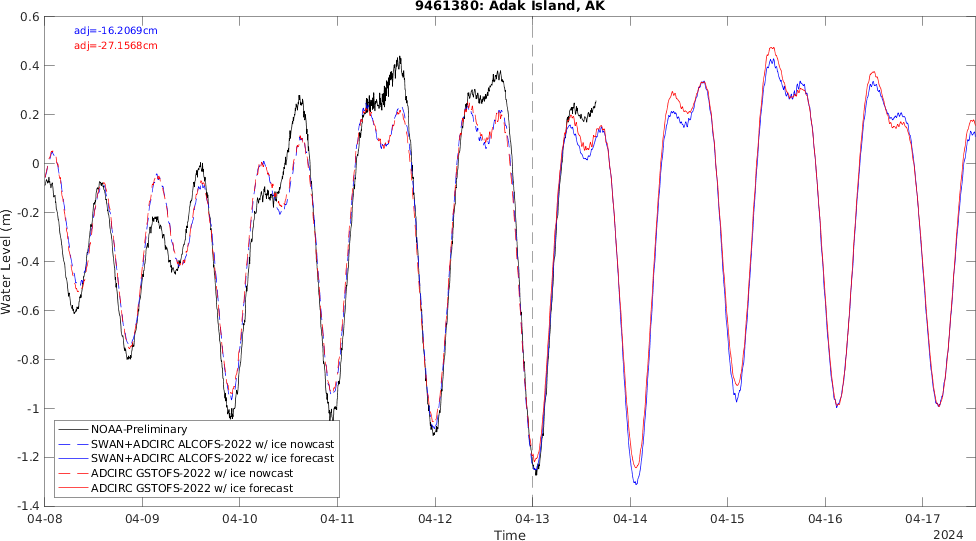 9461380: Adak Island, AK
adj=-16.2069cm
adj=-27.1568cm
0.6
0.4
0.2
0
-0.2
-0.4
-0.6
-0.8
-1
-1.2
-1.4
Water Level (m)
NOAA-Preliminary
SWAN+ADCIRC ALCOFS-2022 w/ ice nowcast
SWAN+ADCIRC ALCOFS-2022 w/ ice forecast
ADCIRC GSTOFS-2022 w/ ice nowcast
ADCIRC GSTOFS-2022 w/ ice forecast
04-08 04-09 04-10 04-11 04-12 04-13 04-14 04-15 04-16 04-17
Time
2024